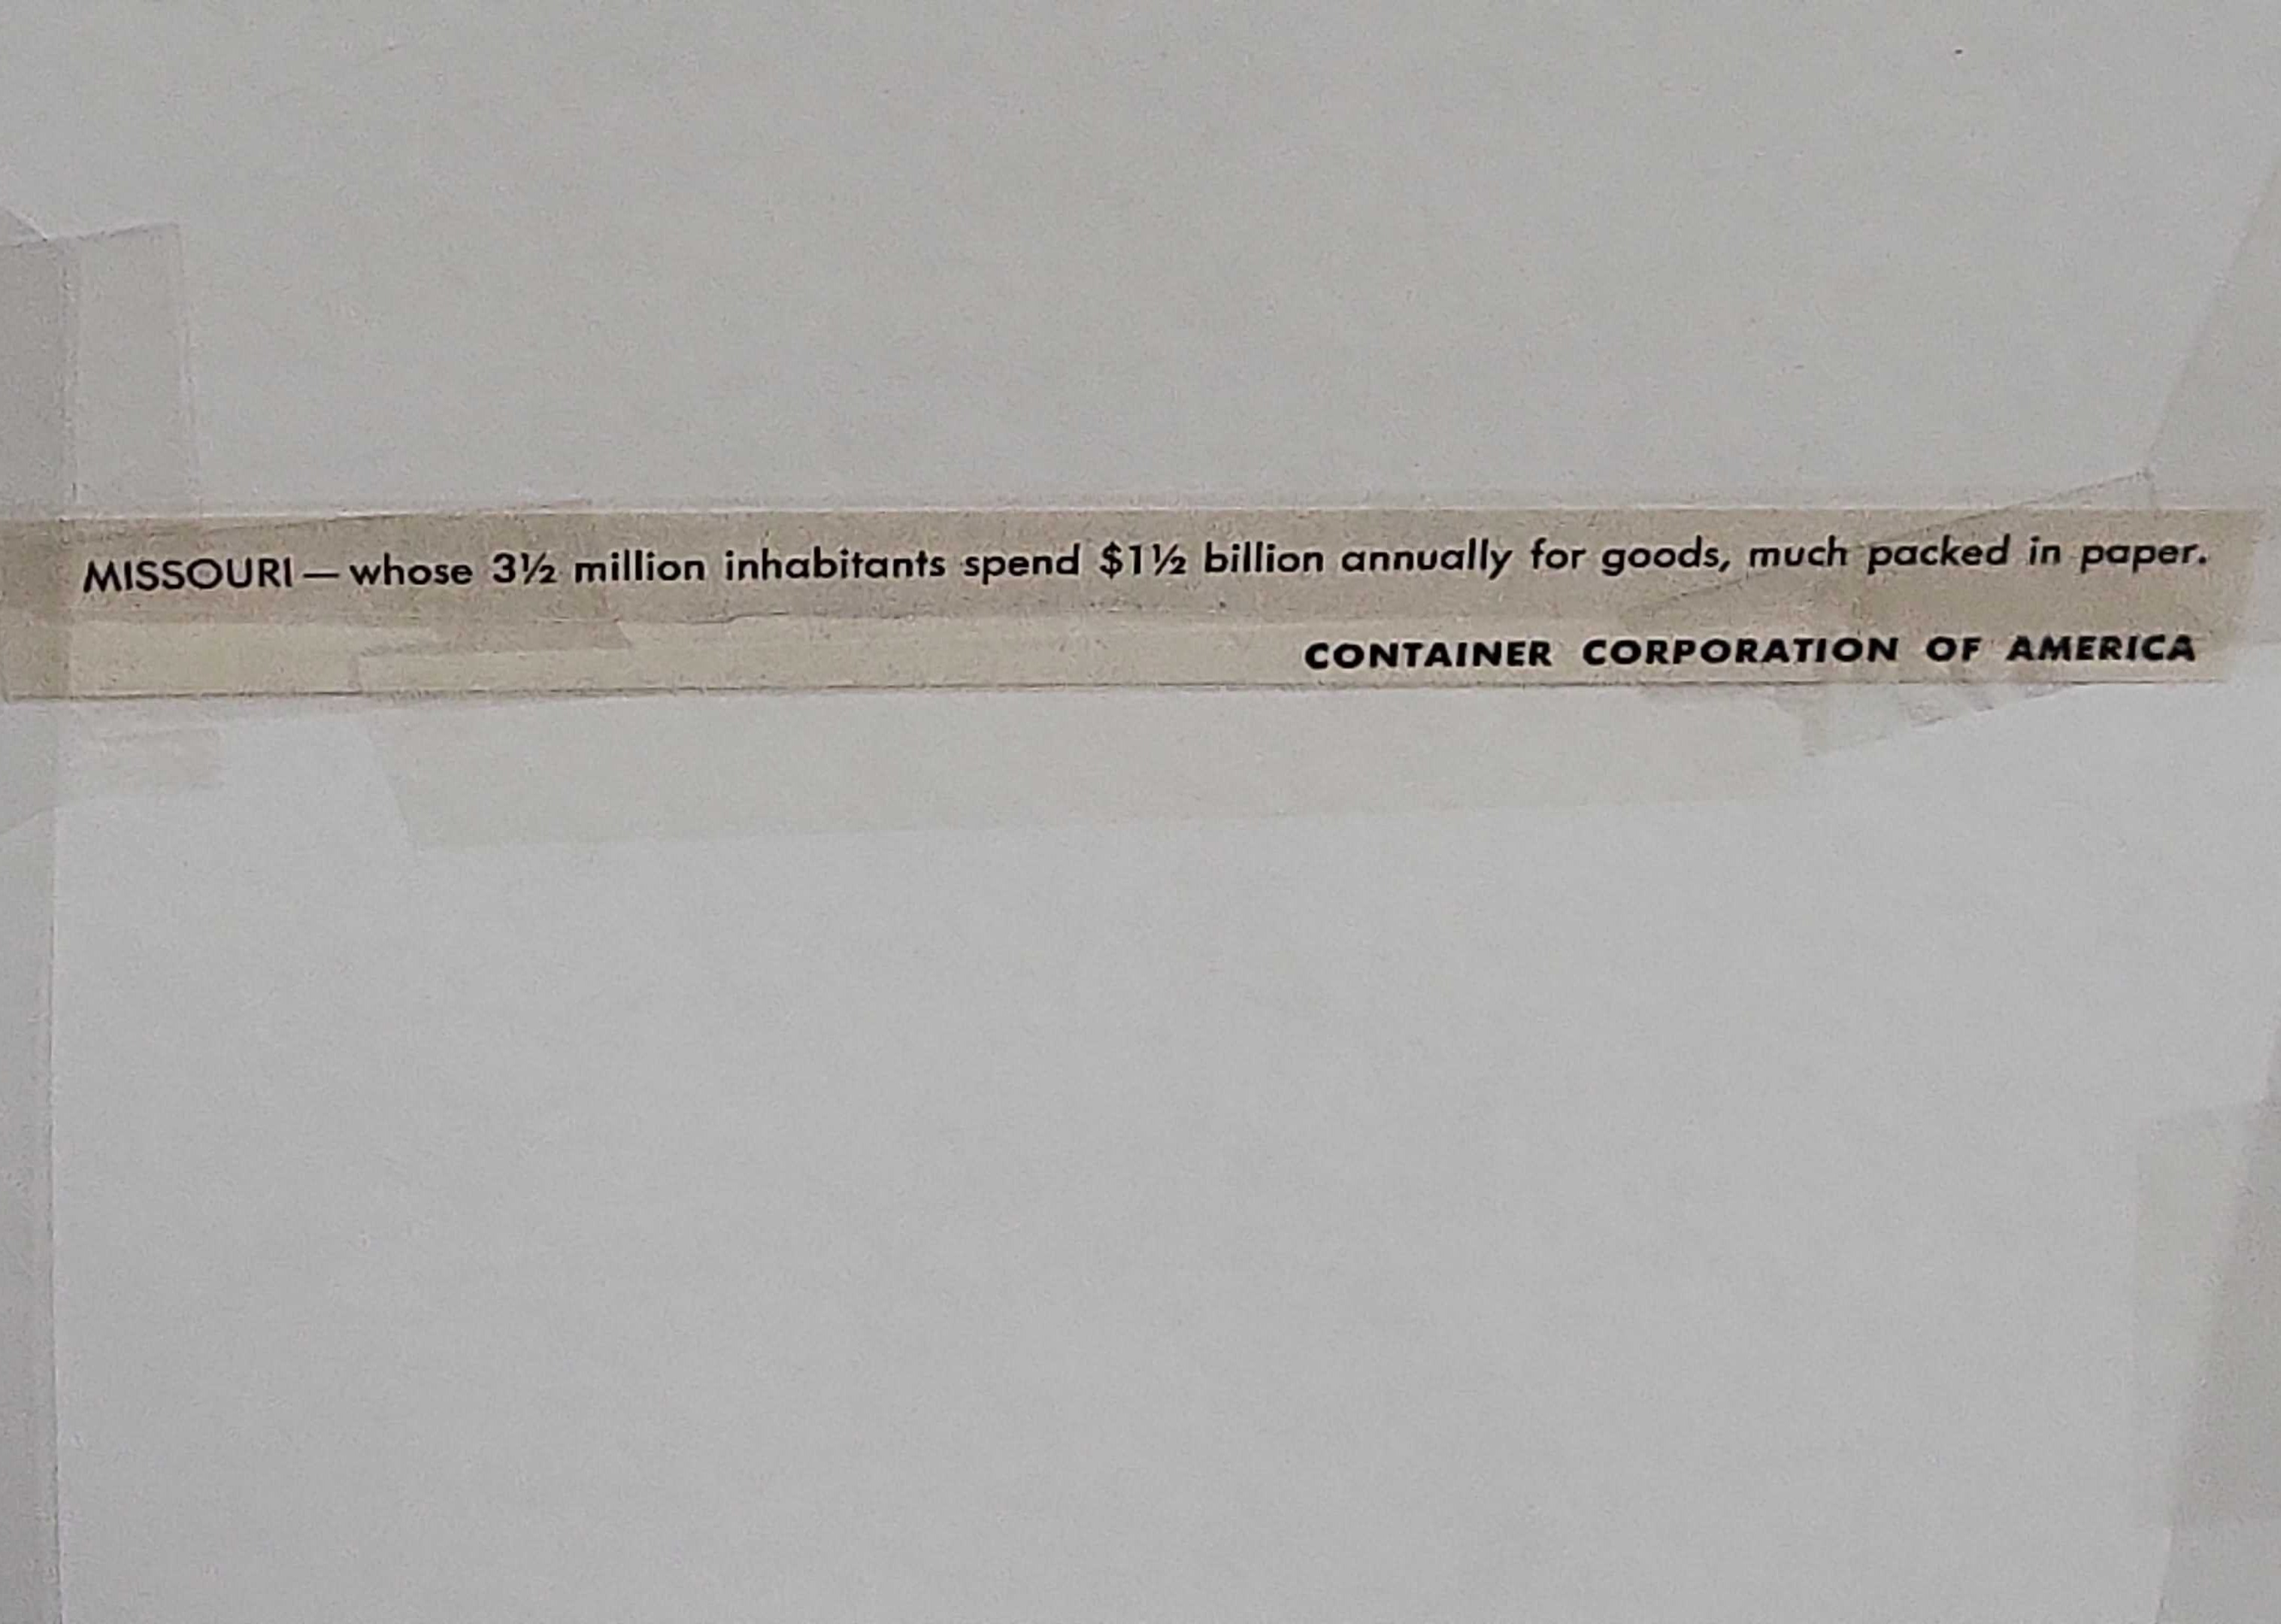 MISSOURI — whose 3½ million inhabitants spend $1½ billion annually for goods, much packed in paper.
CONTAINER CORPORATION OF AMERICA